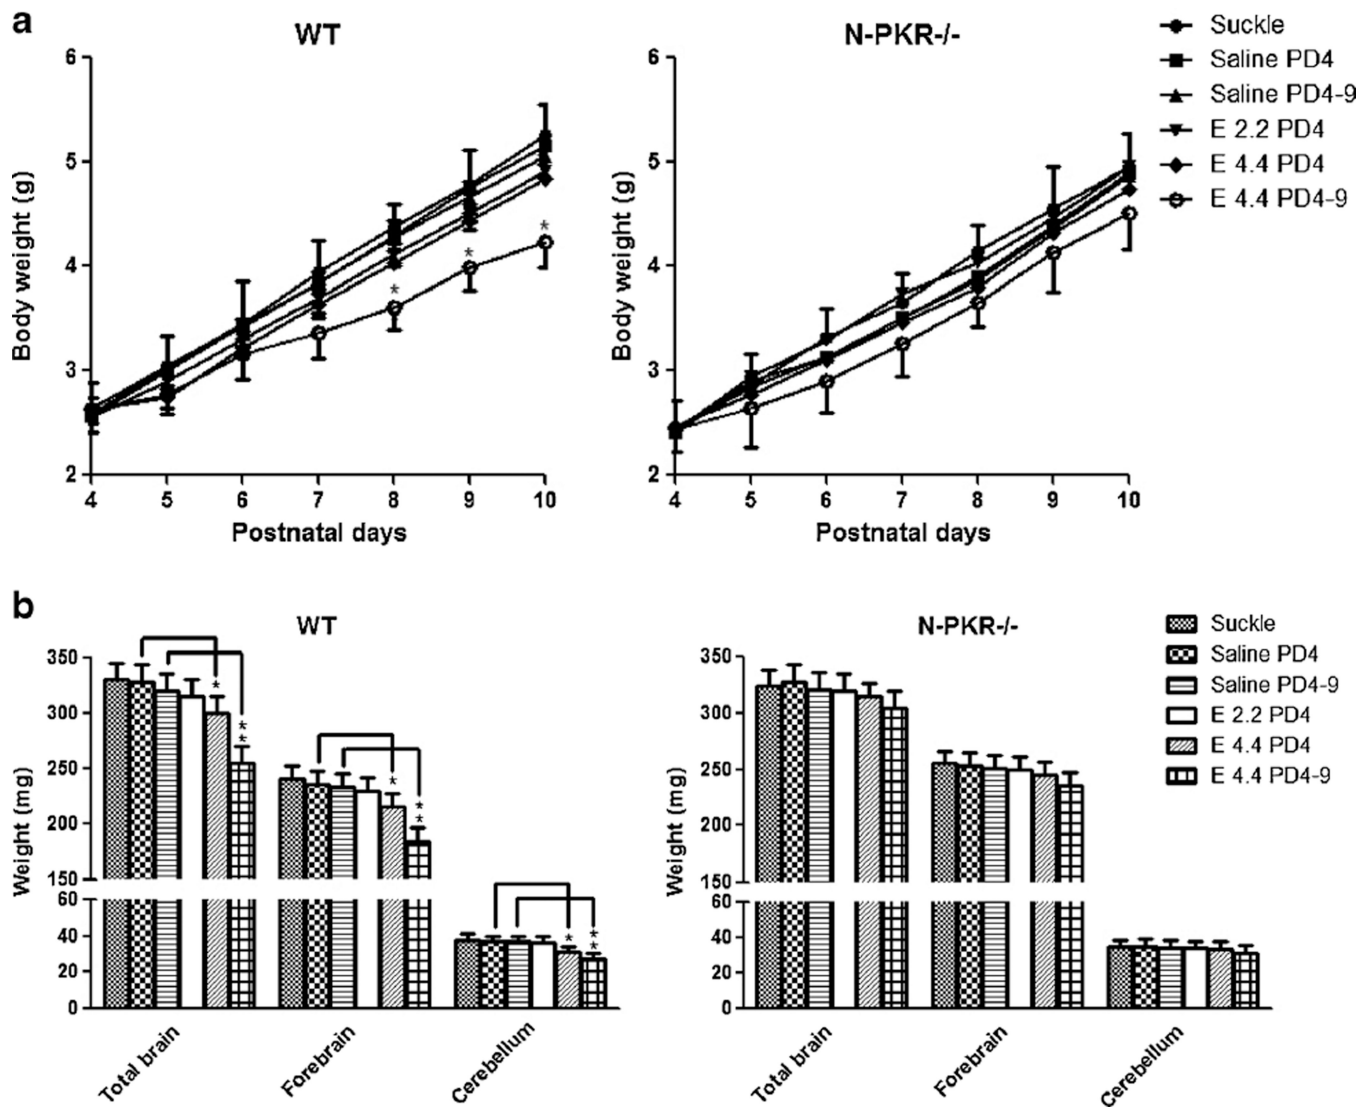 a
WT
N-PKR-/-
Suckle
Saline PD4
Saline PD4-9
E 2.2 PD4
E 4.4 PD4
E 4.4 PD4-9
Body weight (g)
6
5
4
3
2
* * *
4 5 6 7 8 9 10
Postnatal days
Body weight (g)
6
5
4
3
2
4 5 6 7 8 9 10
Postnatal days
b
WT
N-PKR-/-
Suckle
Saline PD4
Saline PD4-9
E 2.2 PD4
E 4.4 PD4
E 4.4 PD4-9
Weight (mg)
350
300
250
200
150
60
40
20
0
* ** * ** * **
Total brain Forebrain Cerebellum
Weight (mg)
350
300
250
200
150
60
40
20
0
Total brain Forebrain Cerebellum